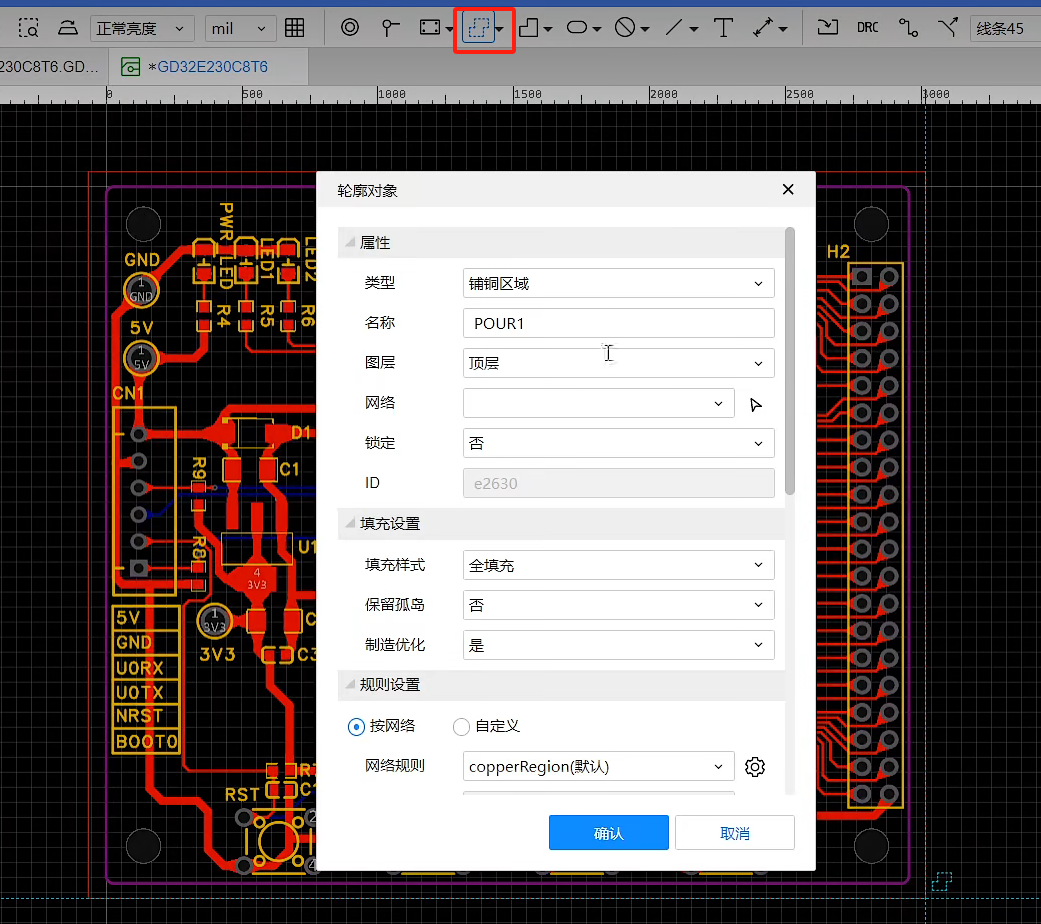 正常亮度
mil
DRC
线条45
230C8T6.GD...
*GD32E230C8T6
0
500
1000
1500
2000
2500
3000
轮廓对象
属性
类型
铺铜区域
名称
POUR1
图层
顶层
网络
锁定
否
ID
e2630
填充设置
填充样式
全填充
保留孤岛
否
制造优化
是
规则设置
按网络
自定义
网络规则
copperRegion(默认)
确认
取消
PWR
LED
LED1
LED2
GND
1
GND
R4
R5
R6
5V
1
5V
CN1
D1
R9
C1
U1
R8
4
3V3
1
3V3
3V3
C3
5V
GND
U0RX
U0TX
NRST
BOOT0
RST
2
4
H2